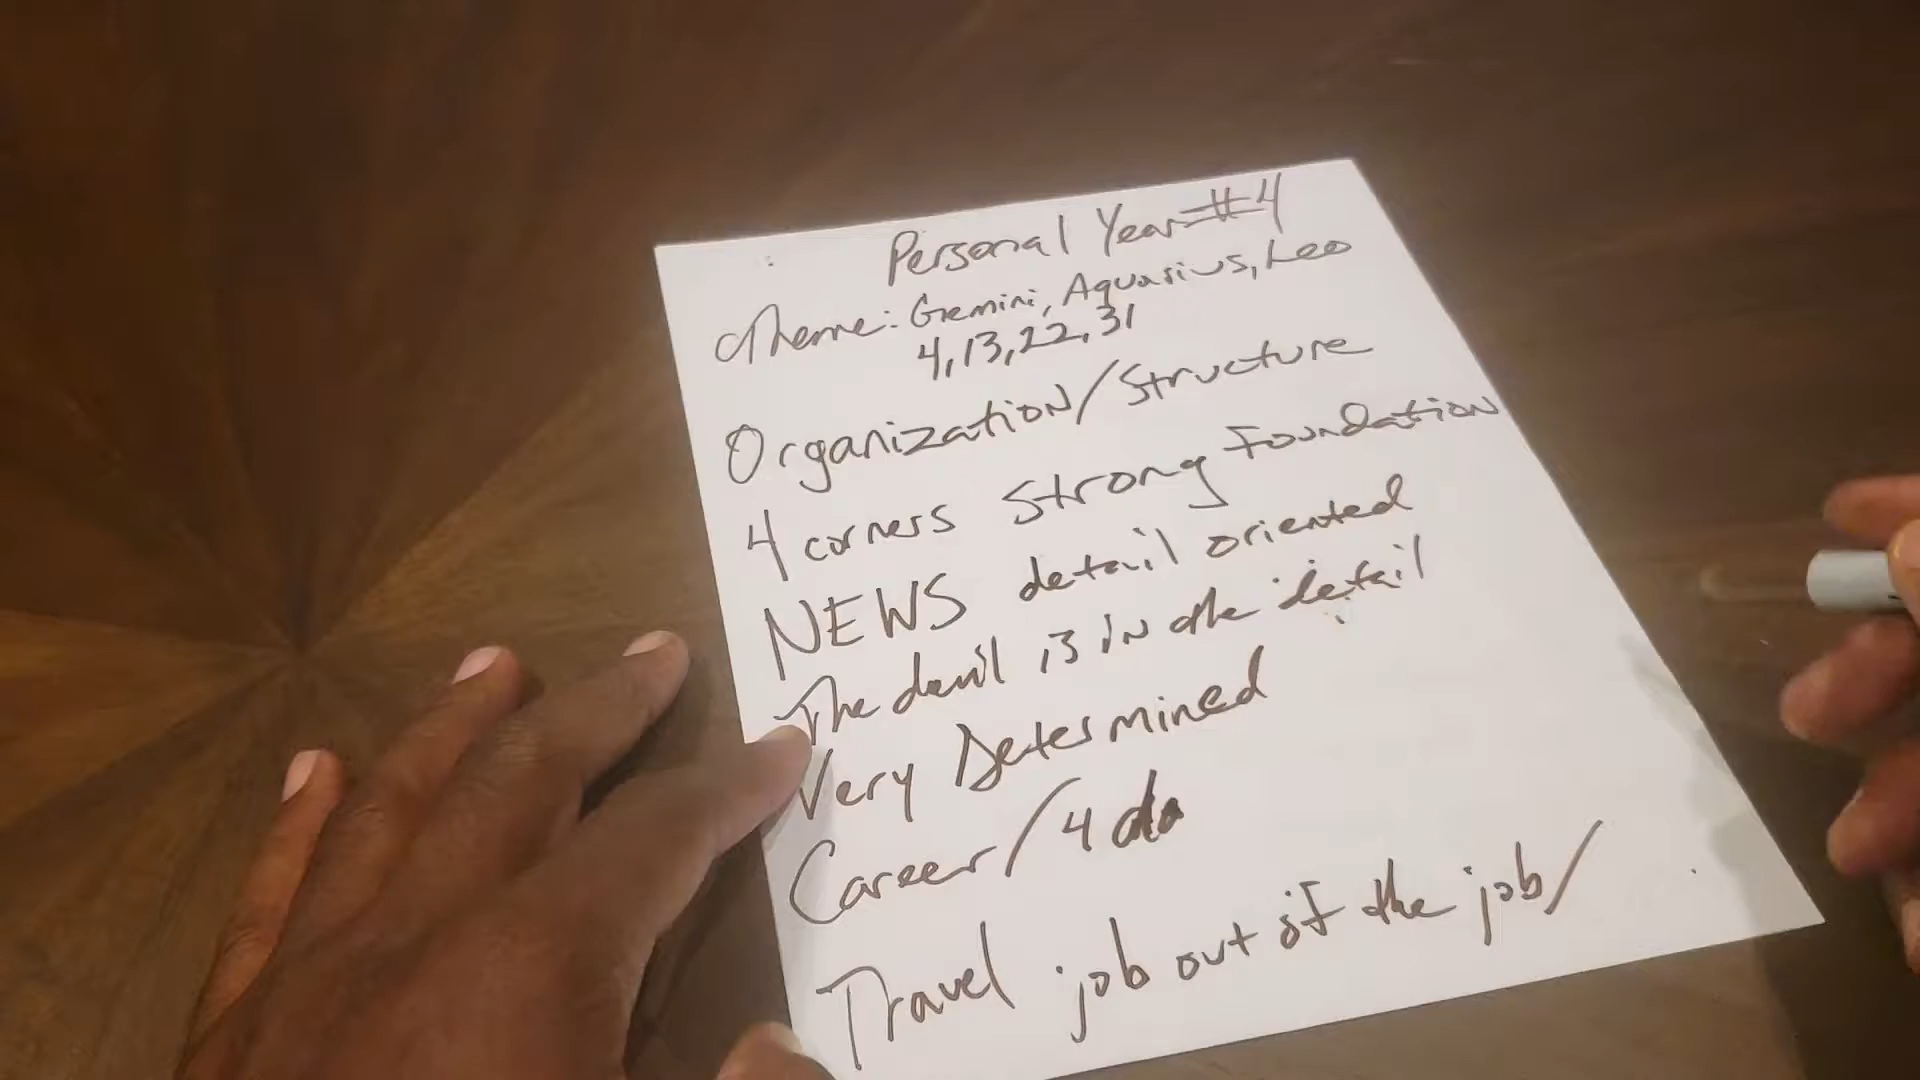 Personal Year #4
Theme: Gemini, Aquarius, Leo
4, 13, 22, 31
Organization/Structure
4 corners Strong Foundation
NEWS detail oriented
The devil is in the detail
Very Determined
Career/4 do
Travel job out of the job/